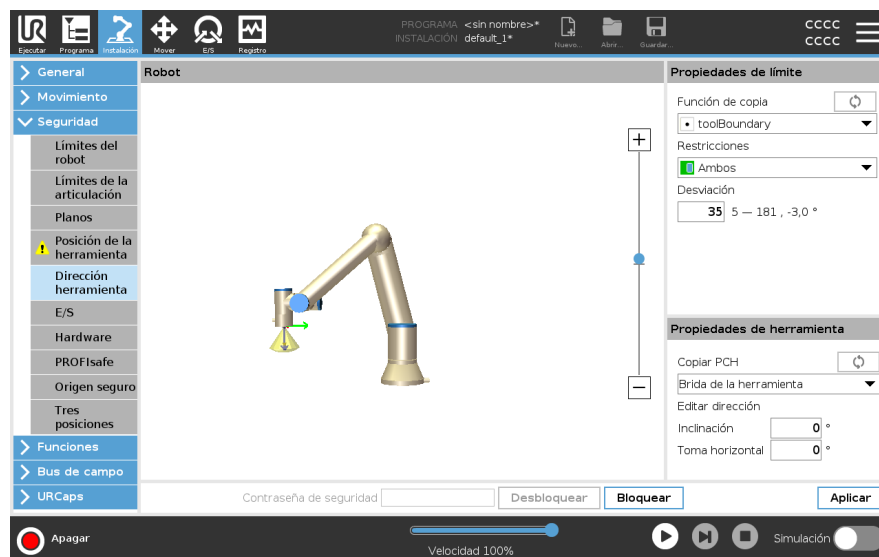 PROGRAMA <sin nombre>*
INSTALACIÓN default_1*
Ejecutar
Programa
Instalación
Mover
E/S
Registro
Nuevo...
Abrir...
Guardar...
CCCC
CCCC
General
Movimiento
Seguridad
Límites del
robot
Límites de la
articulación
Planos
Posición de la
herramienta
Dirección
herramienta
E/S
Hardware
PROFIsafe
Origen seguro
Tres
posiciones
Funciones
Bus de campo
URCaps
Robot
Propiedades de límite
Función de copia
toolBoundary
Restricciones
Ambos
Desviación
35 5 — 181 , -3,0 °
Propiedades de herramienta
Copiar PCH
Brida de la herramienta
Editar dirección
Inclinación 0 °
Toma horizontal 0 °
Contraseña de seguridad
Desbloquear
Bloquear
Aplicar
Apagar
Velocidad 100%
Simulación